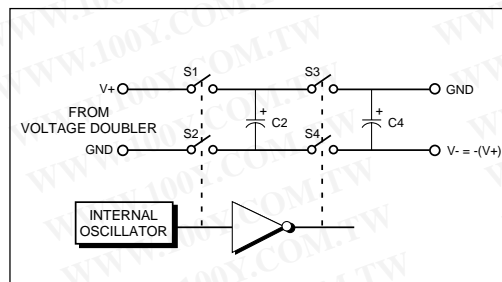 WWW.100Y.COM.TW
S1
S3
V+
GND
FROM
VOLTAGE DOUBLER
+
C2
+
C4
S2
S4
GND
V- = -(V+)
INTERNAL
OSCILLATOR